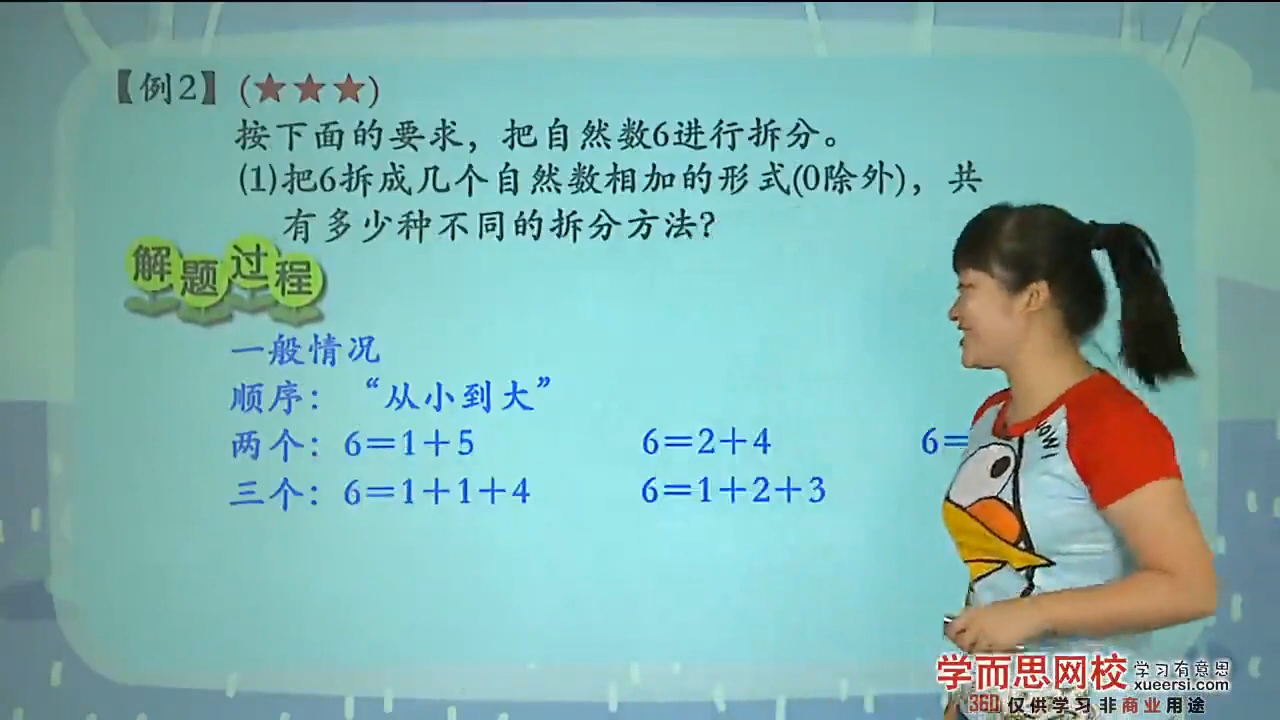 【例2】(★★★)
按下面的要求，把自然数6进行拆分。
(1)把6拆成几个自然数相加的形式(0除外)，共
有多少种不同的拆分方法？
解题过程
一般情况
顺序：“从小到大”
两个：6＝1＋5 6＝2＋4 6＝
三个：6＝1＋1＋4 6＝1＋2＋3
学而思网校 学习有意思
xueersi.com
360 仅供学习 非商业用途